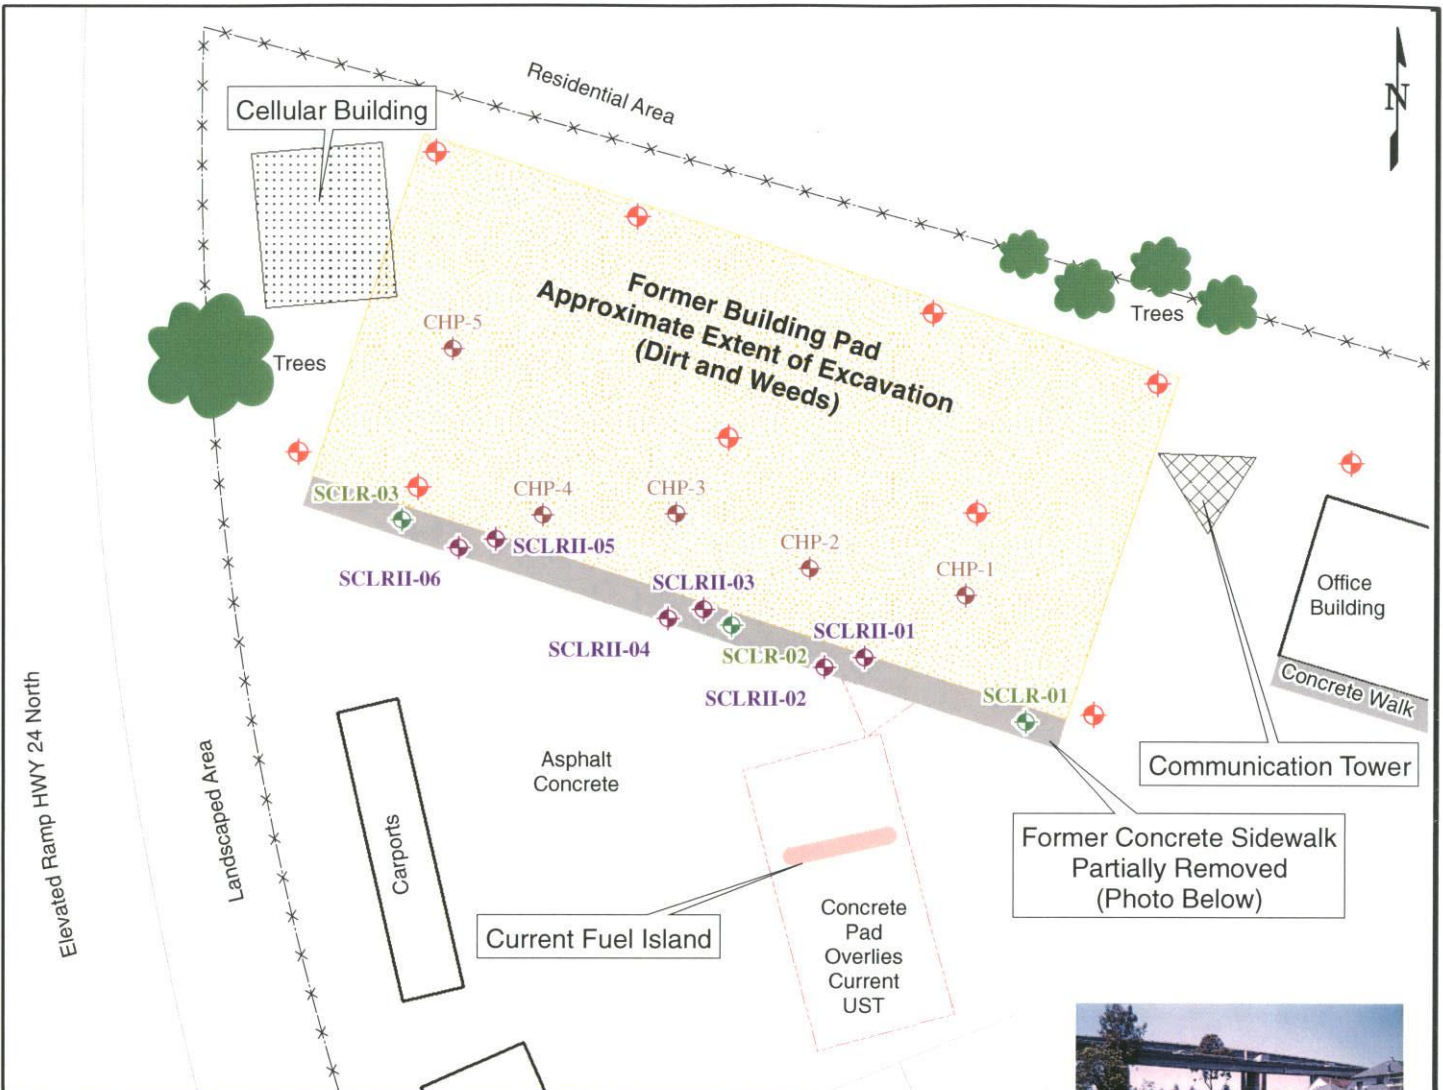 Residential Area
N
Cellular Building
Former Building Pad
Approximate Extent of Excavation
(Dirt and Weeds)
Trees
CHP-5
Trees
SCLR-03
CHP-4
CHP-3
SCLRII-05
CHP-2
SCLRII-06
SCLRII-03
CHP-1
Office
Building
SCLRII-04
SCLRII-01
SCLR-02
SCLRII-02
SCLR-01
Concrete Walk
Elevated Ramp HWY 24 North
Landscaped Area
Asphalt
Concrete
Communication Tower
Carports
Former Concrete Sidewalk
Partially Removed
(Photo Below)
Current Fuel Island
Concrete
Pad
Overlies
Current
UST